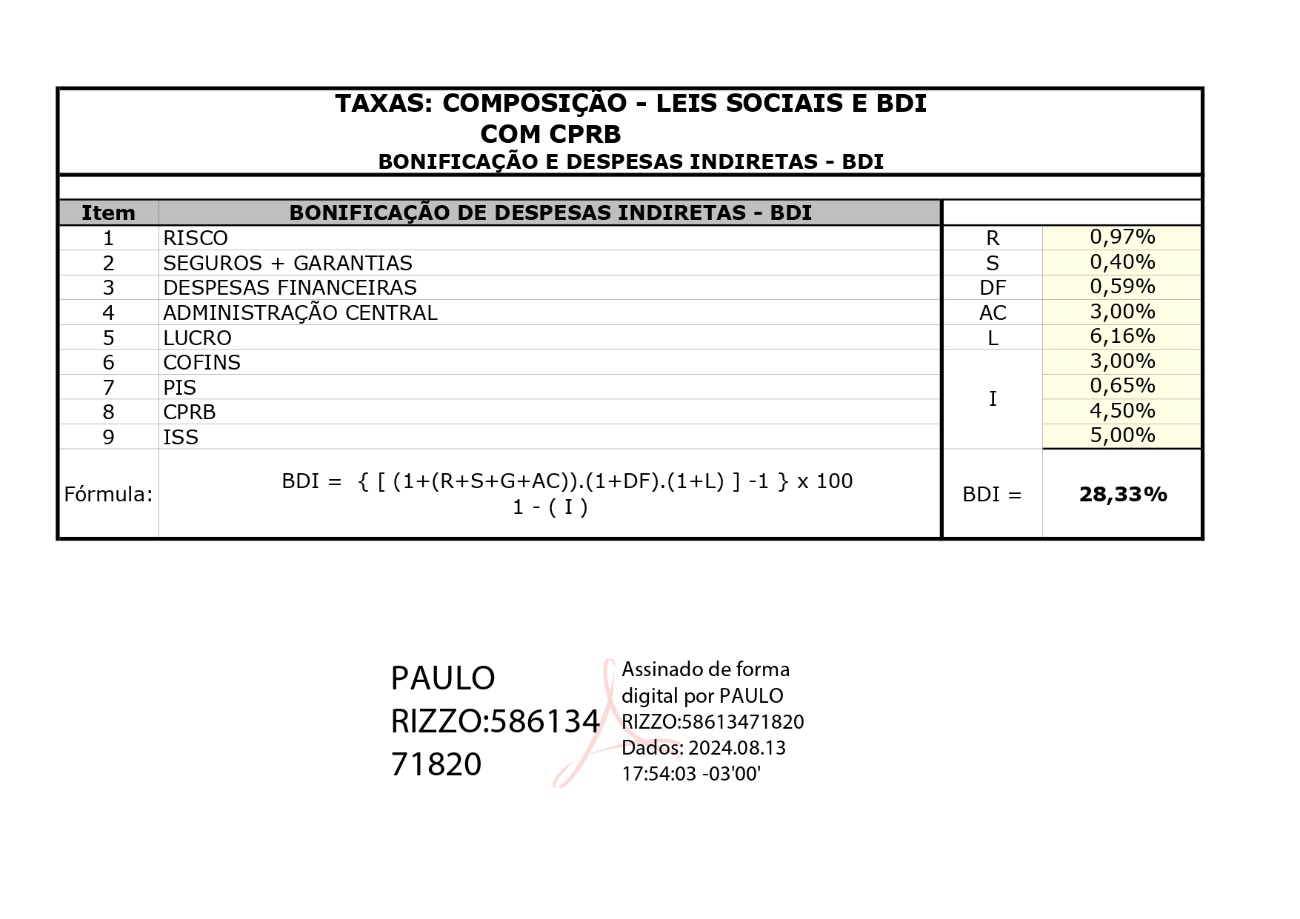 TAXAS: COMPOSIÇÃO - LEIS SOCIAIS E BDI
COM CPRB
BONIFICAÇÃO E DESPESAS INDIRETAS - BDI
Item BONIFICAÇÃO DE DESPESAS INDIRETAS - BDI
1 RISCO R 0,97%
2 SEGUROS + GARANTIAS S 0,40%
3 DESPESAS FINANCEIRAS DF 0,59%
4 ADMINISTRAÇÃO CENTRAL AC 3,00%
5 LUCRO L 6,16%
6 COFINS 3,00%
7 PIS 0,65%
I
8 CPRB 4,50%
9 ISS 5,00%
BDI = { [ (1+(R+S+G+AC)).(1+DF).(1+L) ] -1 } x 100
Fórmula: BDI = 28,33%
1 - ( I )
PAULO
RIZZO:586134
71820
Assinado de forma
digital por PAULO
RIZZO:58613471820
Dados: 2024.08.13
17:54:03 -03'00'